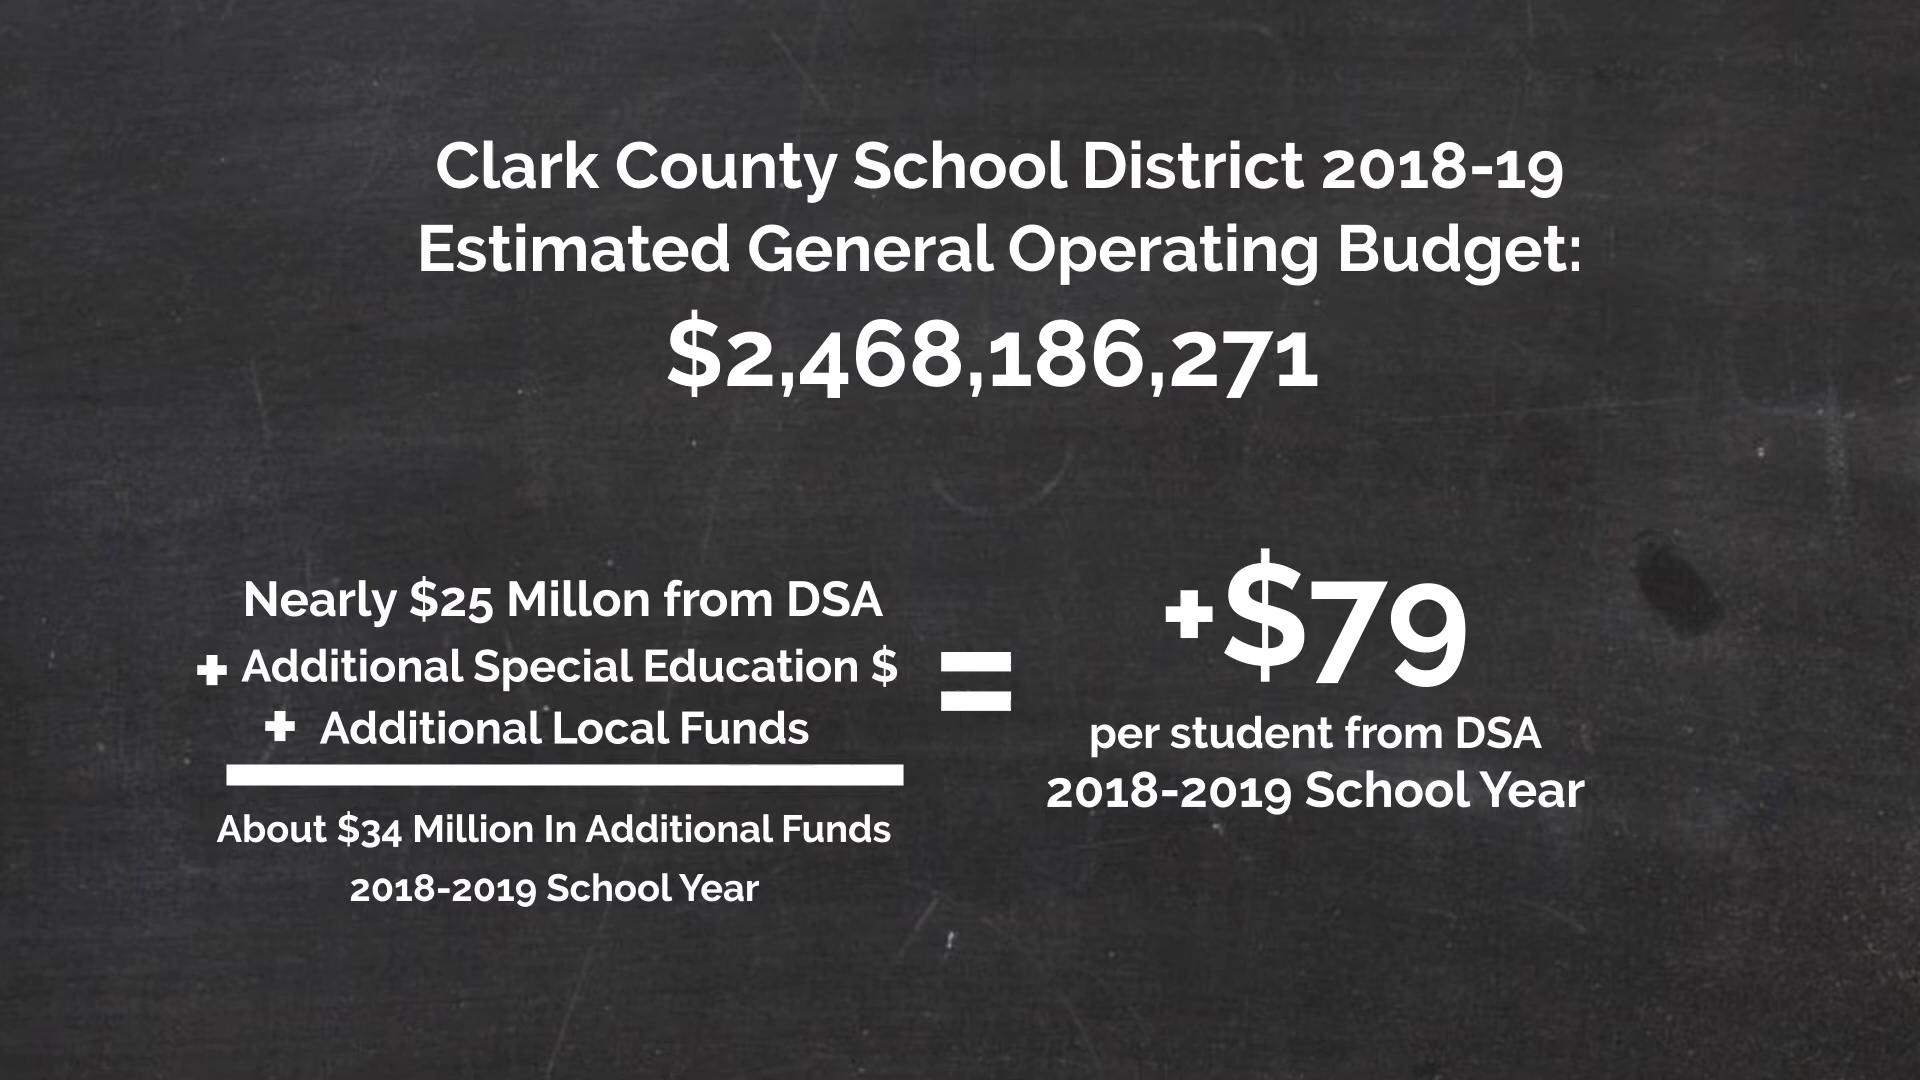 Clark County School District 2018-19
Estimated General Operating Budget:
$2,468,186,271
Nearly $25 Millon from DSA
+ Additional Special Education $
+ Additional Local Funds
About $34 Million In Additional Funds
2018-2019 School Year
=
+$79
per student from DSA
2018-2019 School Year